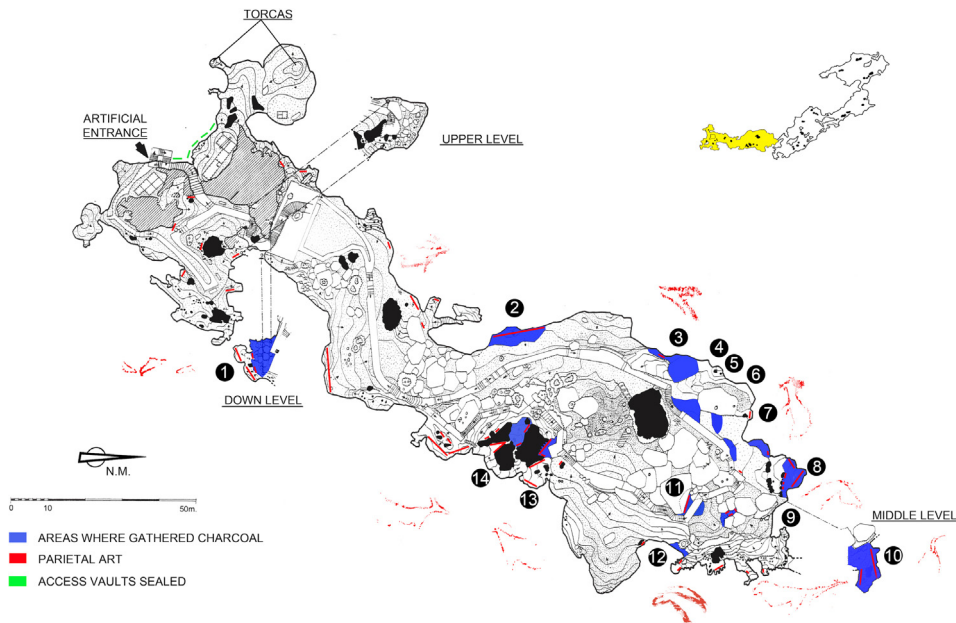 TORCAS
ARTIFICIAL
ENTRANCE
UPPER LEVEL
2
3
4
5
6
7
1
DOWN LEVEL
N.M.
14
13
11
8
9
MIDDLE LEVEL
12
10
0 10 50m.
AREAS WHERE GATHERED CHARCOAL
PARIETAL ART
ACCESS VAULTS SEALED